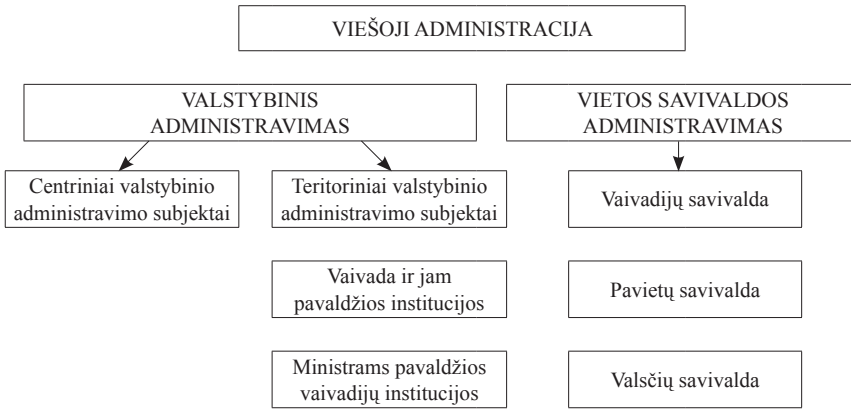 VIEŠOJI ADMINISTRACIJA
VALSTYBINIS
ADMINISTRAVIMAS
VIETOS SAVIVALDOS
ADMINISTRAVIMAS
Centriniai valstybinio
administravimo subjektai
Teritoriniai valstybinio
administravimo subjektai
Vaivadijų savivalda
Vaivada ir jam
pavaldžios institucijos
Pavietų savivalda
Ministrams pavaldžios
vaivadijų institucijos
Valsčių savivalda